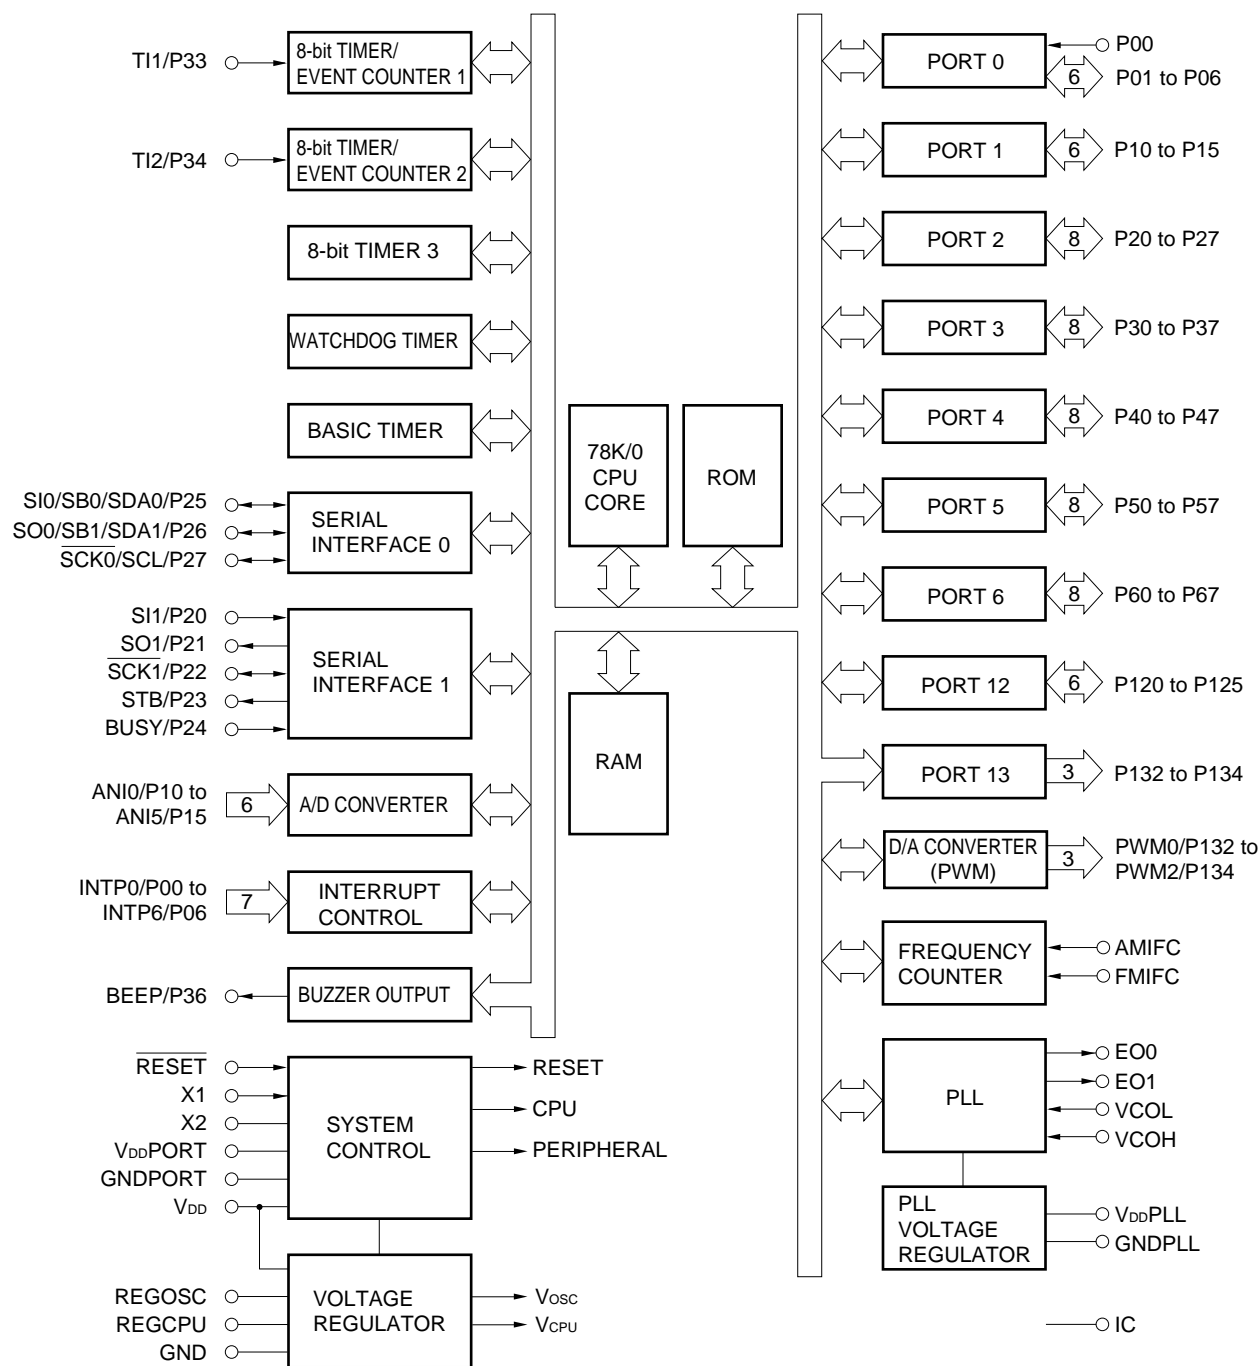 TI1/P33
8-bit TIMER/
EVENT COUNTER 1
TI2/P34
8-bit TIMER/
EVENT COUNTER 2
8-bit TIMER 3
WATCHDOG TIMER
BASIC TIMER
SI0/SB0/SDA0/P25
SO0/SB1/SDA1/P26
SCK0/SCL/P27
SERIAL
INTERFACE 0
SI1/P20
SO1/P21
SCK1/P22
STB/P23
BUSY/P24
SERIAL
INTERFACE 1
ANI0/P10 to
ANI5/P15
6
A/D CONVERTER
INTP0/P00 to
INTP6/P06
7
INTERRUPT
CONTROL
BEEP/P36
BUZZER OUTPUT
RESET
X1
X2
VDDPORT
GNDPORT
VDD
SYSTEM
CONTROL
RESET
CPU
PERIPHERAL
REGOSC
REGCPU
GND
VOLTAGE
REGULATOR
VOSC
VCPU
78K/0
CPU
CORE
ROM
RAM
PORT 0
P00
6
P01 to P06
PORT 1
6
P10 to P15
PORT 2
8
P20 to P27
PORT 3
8
P30 to P37
PORT 4
8
P40 to P47
PORT 5
8
P50 to P57
PORT 6
8
P60 to P67
PORT 12
6
P120 to P125
PORT 13
3
P132 to P134
D/A CONVERTER
(PWM)
3
PWM0/P132 to
PWM2/P134
FREQUENCY
COUNTER
AMIFC
FMIFC
PLL
EO0
EO1
VCOL
VCOH
PLL
VOLTAGE
REGULATOR
VDDPLL
GNDPLL
IC